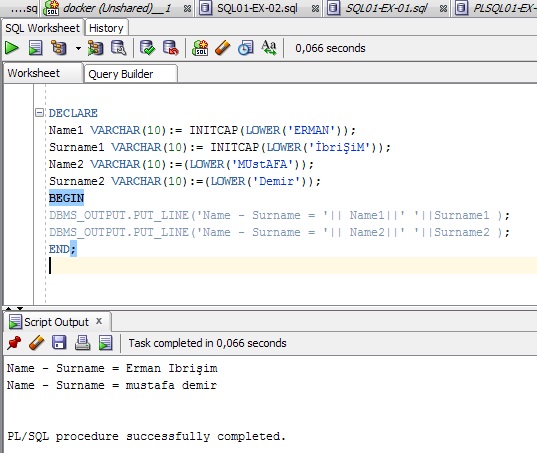 ....sq docker (Unshared)__1 SQL01-EX-02.sql SQL01-EX-01.sql PLSQL01-EX-
SQL Worksheet History
0,066 seconds
Worksheet Query Builder
DECLARE
Name1 VARCHAR(10):= INITCAP(LOWER('ERMAN'));
Surname1 VARCHAR(10):= INITCAP(LOWER('İbriŞiM'));
Name2 VARCHAR(10):=(LOWER('MUstAFA'));
Surname2 VARCHAR(10):=(LOWER('Demir'));
BEGIN
DBMS_OUTPUT.PUT_LINE('Name - Surname = '|| Name1||' '||Surname1 );
DBMS_OUTPUT.PUT_LINE('Name - Surname = '|| Name2||' '||Surname2 );
END;
Script Output x
Task completed in 0,066 seconds
Name - Surname = Erman Ibrişim
Name - Surname = mustafa demir
PL/SQL procedure successfully completed.